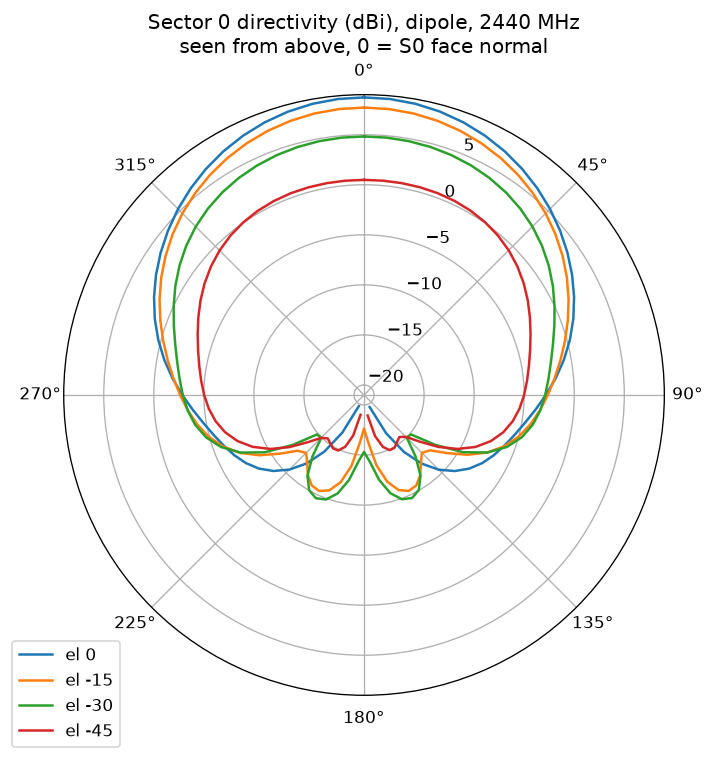 Sector 0 directivity (dBi), dipole, 2440 MHz
seen from above, 0 = S0 face normal
0°
315°
45°
5
0
−5
−10
−15
−20
270°
90°
225°
135°
180°
el 0
el -15
el -30
el -45